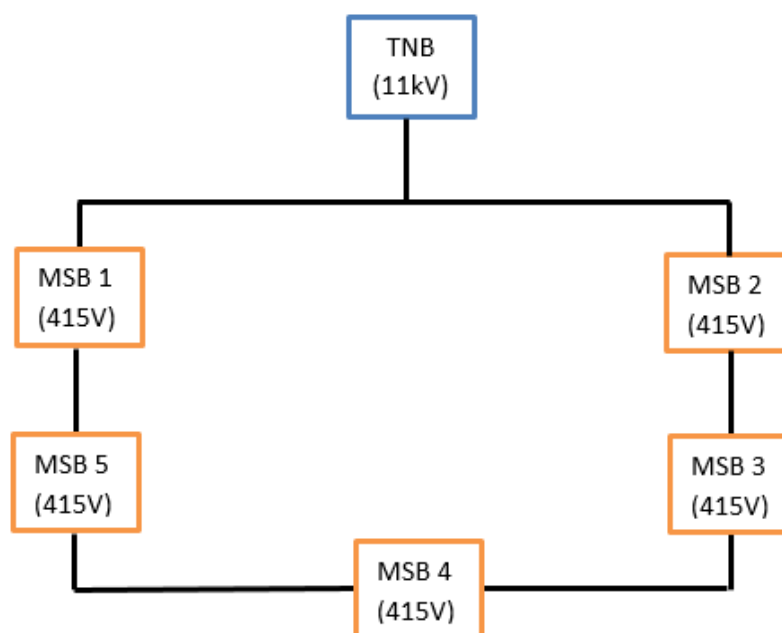 TNB
(11kV)
MSB 1
(415V)
MSB 2
(415V)
MSB 5
(415V)
MSB 3
(415V)
MSB 4
(415V)